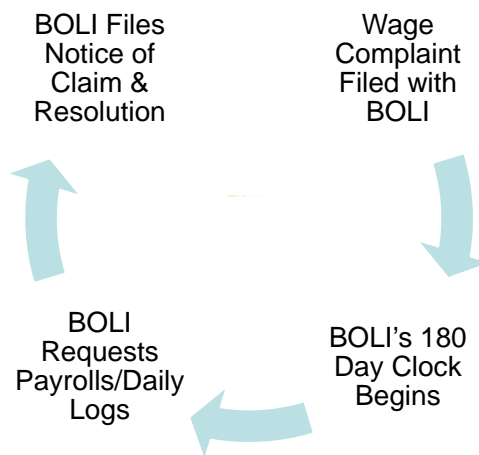 BOLI Files
Notice of
Claim &
Resolution
Wage
Complaint
Filed with
BOLI
BOLI's 180
Day Clock
Begins
BOLI
Requests
Payrolls/Daily
Logs